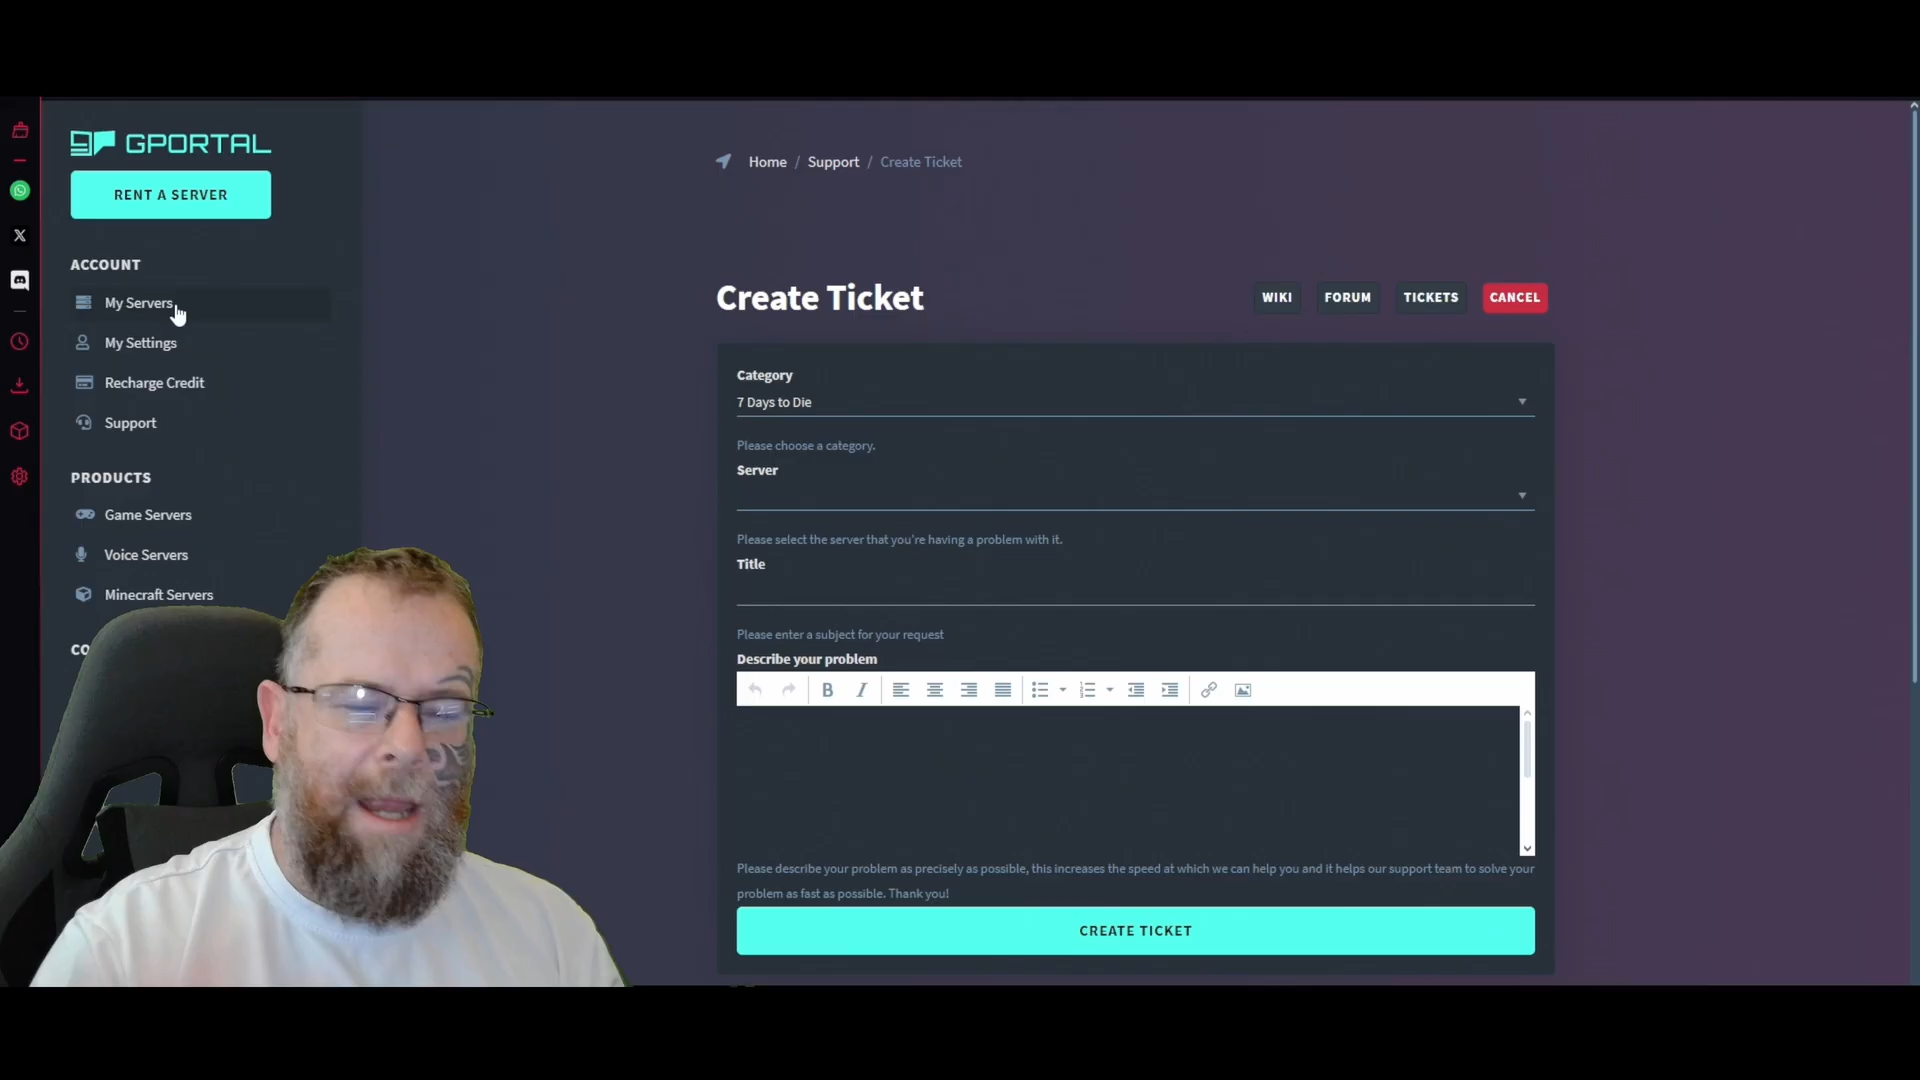 GPORTAL
RENT A SERVER
ACCOUNT
My Servers
My Settings
Recharge Credit
Support
PRODUCTS
Game Servers
Voice Servers
Minecraft Servers
CO
Home / Support / Create Ticket
Create Ticket
WIKI
FORUM
TICKETS
CANCEL
Category
7 Days to Die
Please choose a category.
Server
Please select the server that you're having a problem with it.
Title
Please enter a subject for your request
Describe your problem
Please describe your problem as precisely as possible, this increases the speed at which we can help you and it helps our support team to solve your
problem as fast as possible. Thank you!
CREATE TICKET